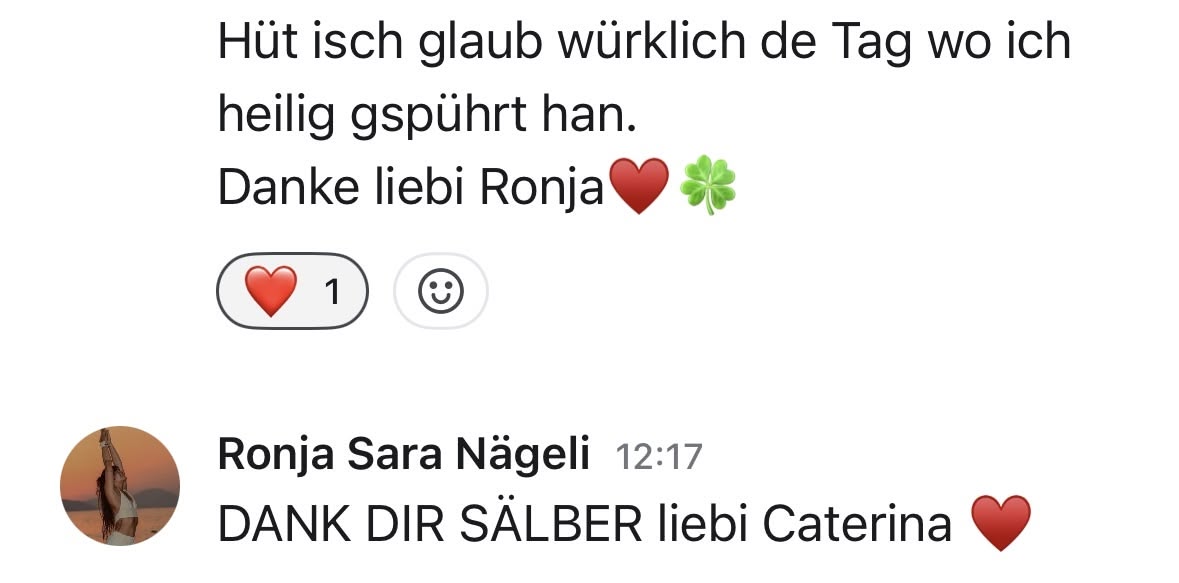 Hüt isch glaub würklich de Tag wo ich
heilig gspührt han.
Danke liebi Ronja♥️🍀
❤️ 1
Ronja Sara Nägeli 12:17
DANK DIR SÄLBER liebi Caterina ♥️